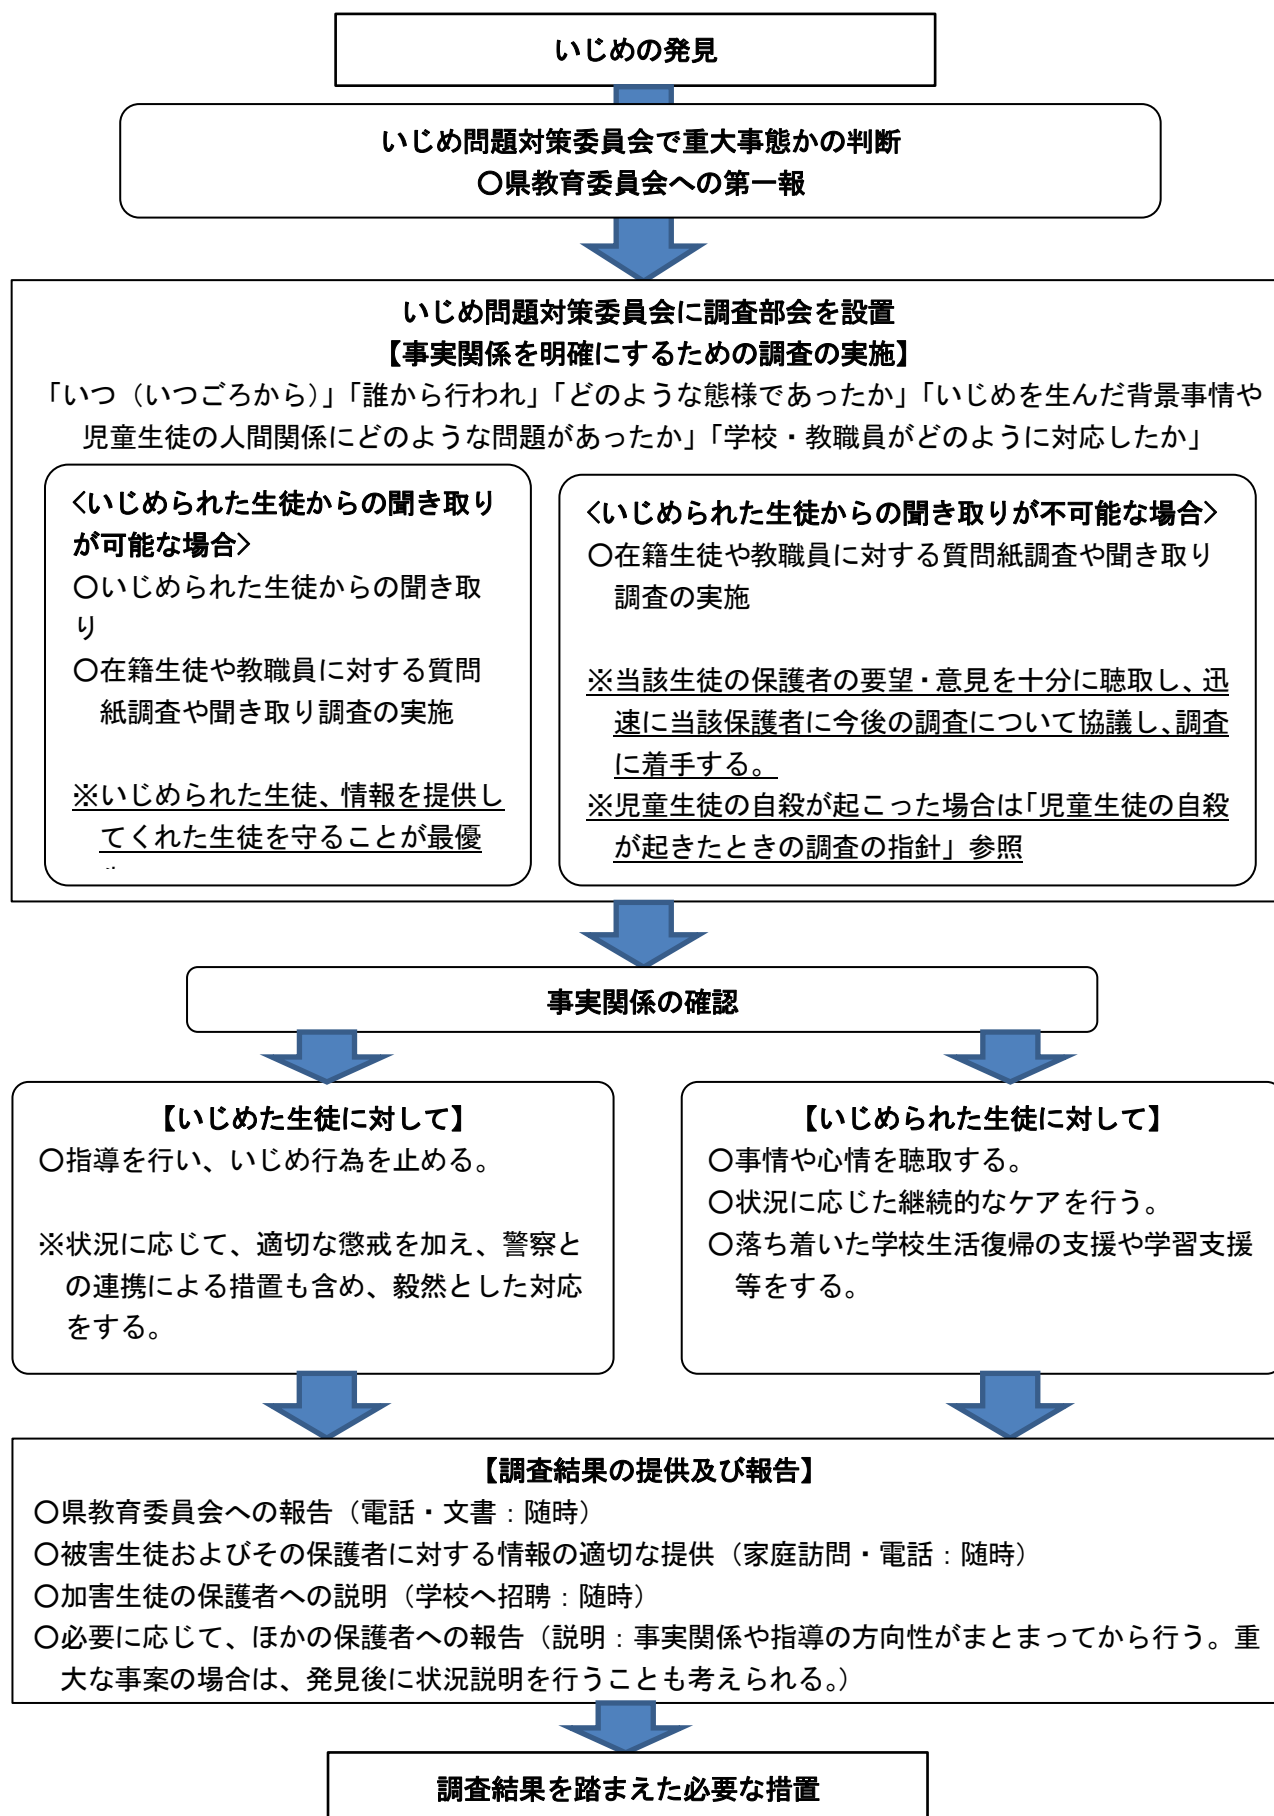 いじめの発見
いじめ問題対策委員会で重大事態かの判断
〇県教育委員会への第一報
いじめ問題対策委員会に調査部会を設置
【事実関係を明確にするための調査の実施】
「いつ（いつごろから）」「誰から行われ」「どのような態様であったか」「いじめを生んだ背景事情や
児童生徒の人間関係にどのような問題があったか」「学校・教職員がどのように対応したか」
<いじめられた生徒からの聞き取り
が可能な場合>
〇いじめられた生徒からの聞き取
り
〇在籍生徒や教職員に対する質問
紙調査や聞き取り調査の実施
※いじめられた生徒、情報を提供し
てくれた生徒を守ることが最優
<いじめられた生徒からの聞き取りが不可能な場合>
〇在籍生徒や教職員に対する質問紙調査や聞き取り
調査の実施
※当該生徒の保護者の要望・意見を十分に聴取し、迅
速に当該保護者に今後の調査について協議し、調査
に着手する。
※児童生徒の自殺が起こった場合は「児童生徒の自殺
が起きたときの調査の指針」参照
事実関係の確認
【いじめた生徒に対して】
〇指導を行い、いじめ行為を止める。
※状況に応じて、適切な懲戒を加え、警察と
の連携による措置も含め、毅然とした対応
をする。
【いじめられた生徒に対して】
〇事情や心情を聴取する。
〇状況に応じた継続的なケアを行う。
〇落ち着いた学校生活復帰の支援や学習支援
等をする。
【調査結果の提供及び報告】
〇県教育委員会への報告（電話・文書：随時）
〇被害生徒およびその保護者に対する情報の適切な提供（家庭訪問・電話：随時）
〇加害生徒の保護者への説明（学校へ招聘：随時）
〇必要に応じて、ほかの保護者への報告（説明：事実関係や指導の方向性がまとまってから行う。重
大な事案の場合は、発見後に状況説明を行うことも考えられる。）
調査結果を踏まえた必要な措置